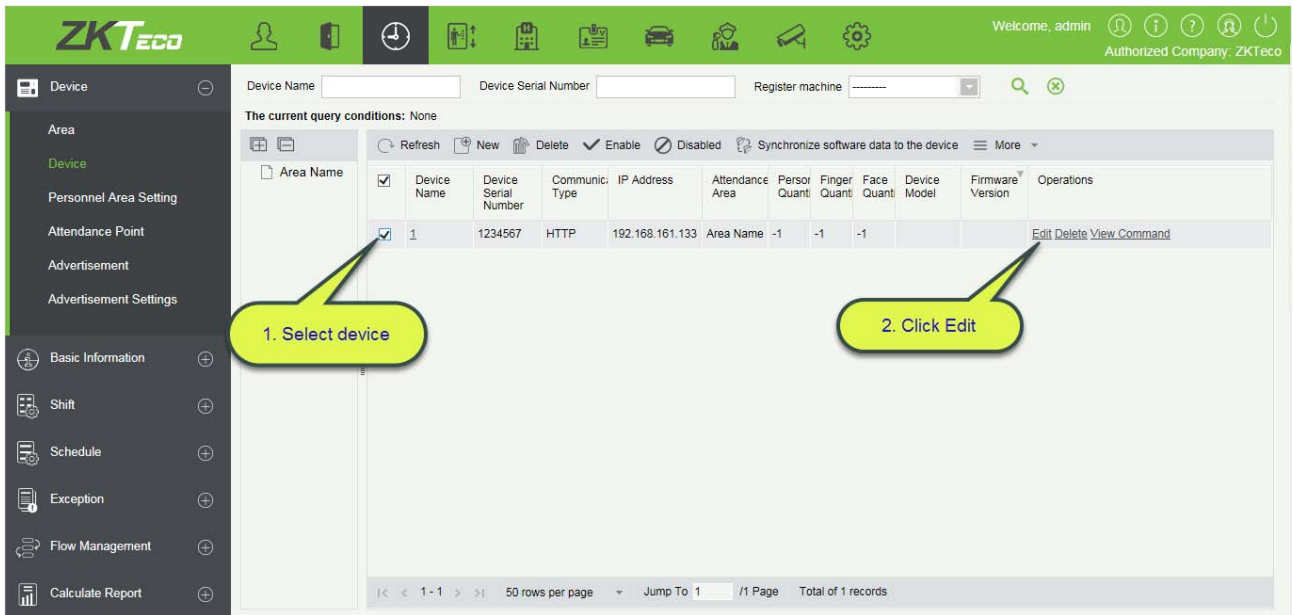 ZKTECO
Welcome, admin
Authorized Company: ZKTeco
Device
Area
Device
Personnel Area Setting
Attendance Point
Advertisement
Advertisement Settings
Basic Information
Shift
Schedule
Exception
Flow Management
Calculate Report
Device Name Device Serial Number Register machine ---------
The current query conditions: None
Refresh New Delete Enable Disabled Synchronize software data to the device More
Area Name
Device Name Device Serial Number Communic Type IP Address Attendance Area Person Quanti Finger Quanti Face Quanti Device Model Firmware Version Operations
1 1234567 HTTP 192.168.161.133 Area Name -1 -1 -1 Edit Delete View Command
1. Select device
2. Click Edit
1 - 1 50 rows per page Jump To 1 /1 Page Total of 1 records